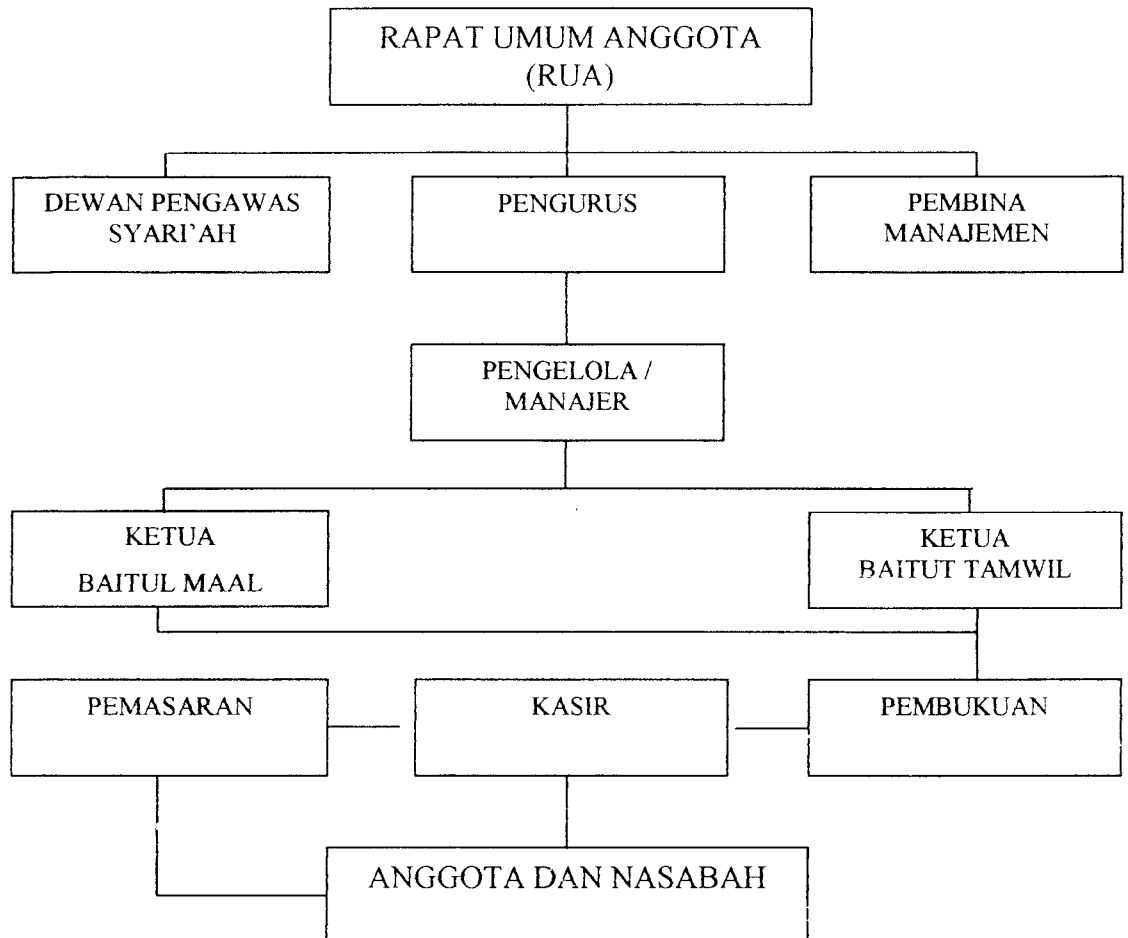 RAPAT UMUM ANGGOTA
(RUA)
DEWAN PENGAWAS
SYARI'AH
PENGURUS
PEMBINA
MANAJEMEN
PENGELOLA /
MANAJER
KETUA
BAITUL MAAL
KETUA
BAITUT TAMWIL
PEMASARAN
KASIR
PEMBUKUAN
ANGGOTA DAN NASABAH